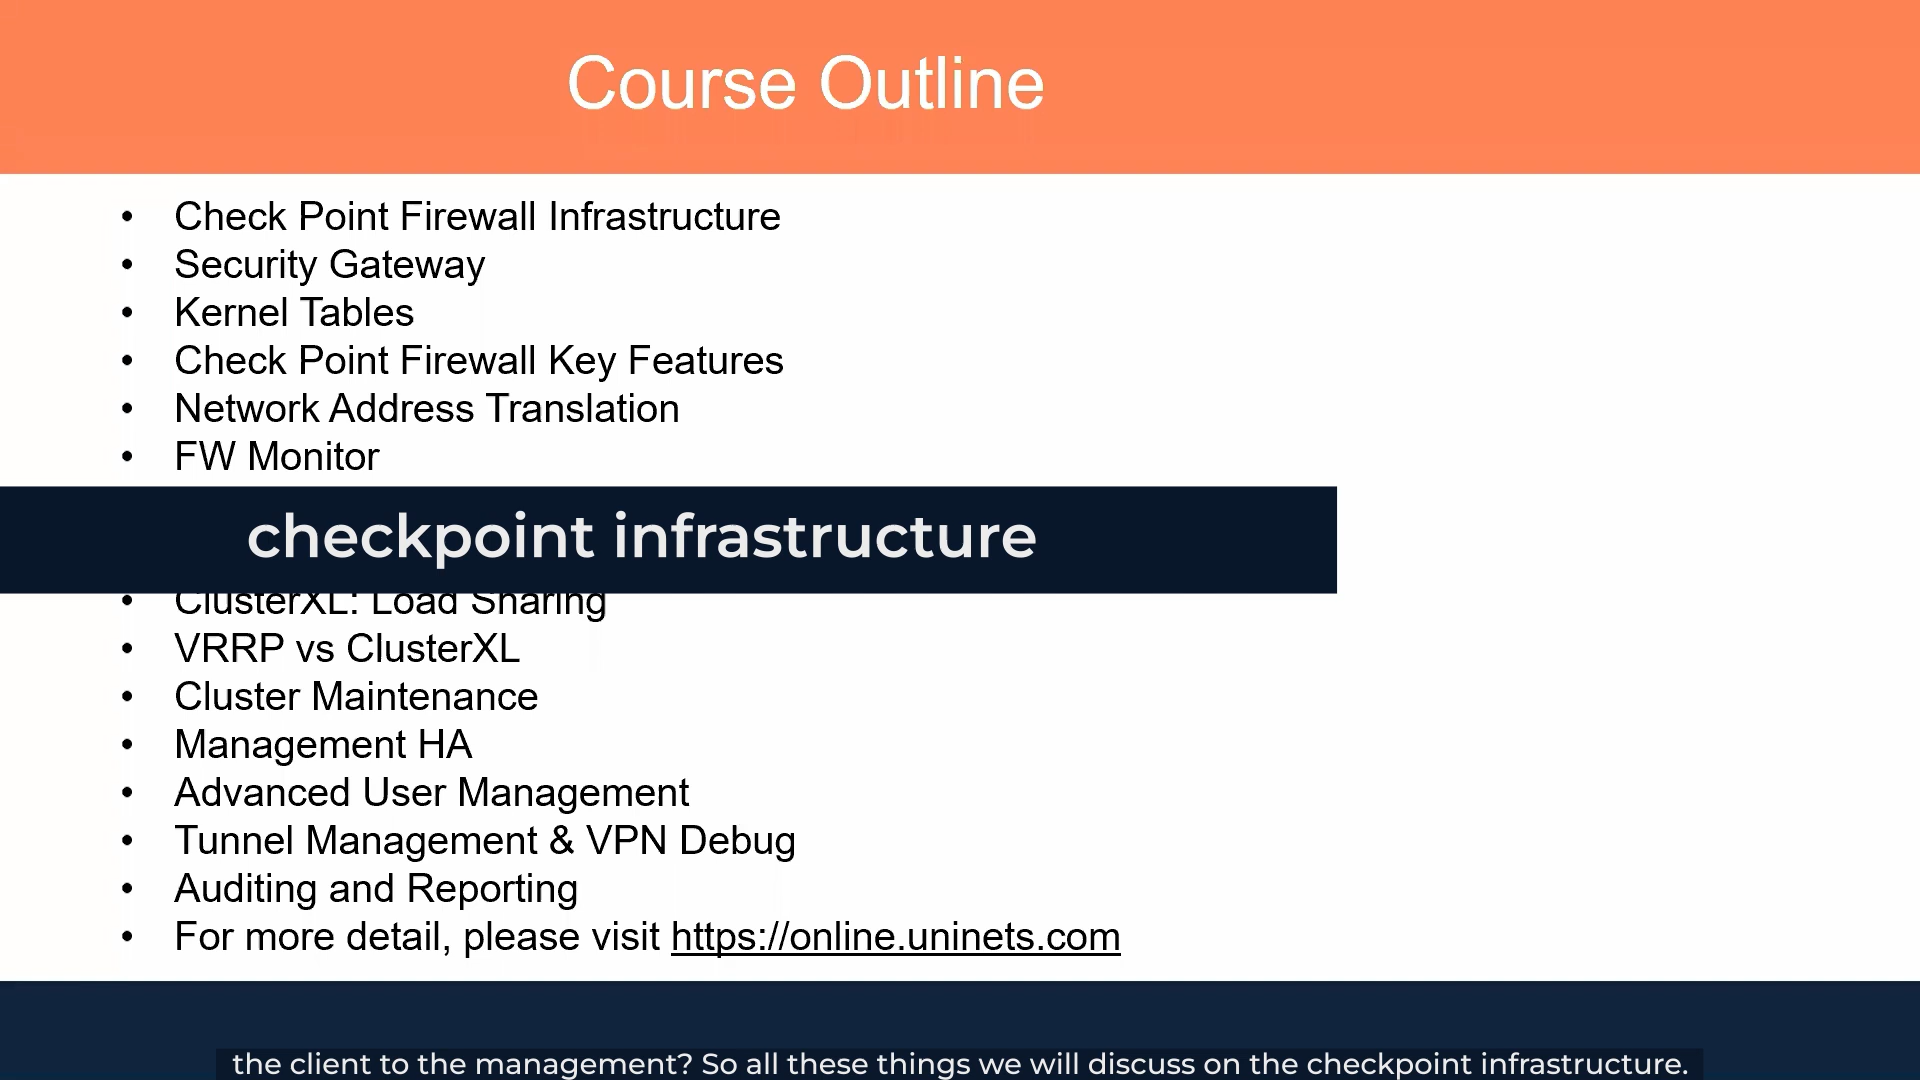 Course Outline
• Check Point Firewall Infrastructure
• Security Gateway
• Kernel Tables
• Check Point Firewall Key Features
• Network Address Translation
• FW Monitor
checkpoint infrastructure
• ClusterXL: Load Sharing
• VRRP vs ClusterXL
• Cluster Maintenance
• Management HA
• Advanced User Management
• Tunnel Management & VPN Debug
• Auditing and Reporting
• For more detail, please visit https://online.uninets.com
the client to the management? So all these things we will discuss on the checkpoint infrastructure.